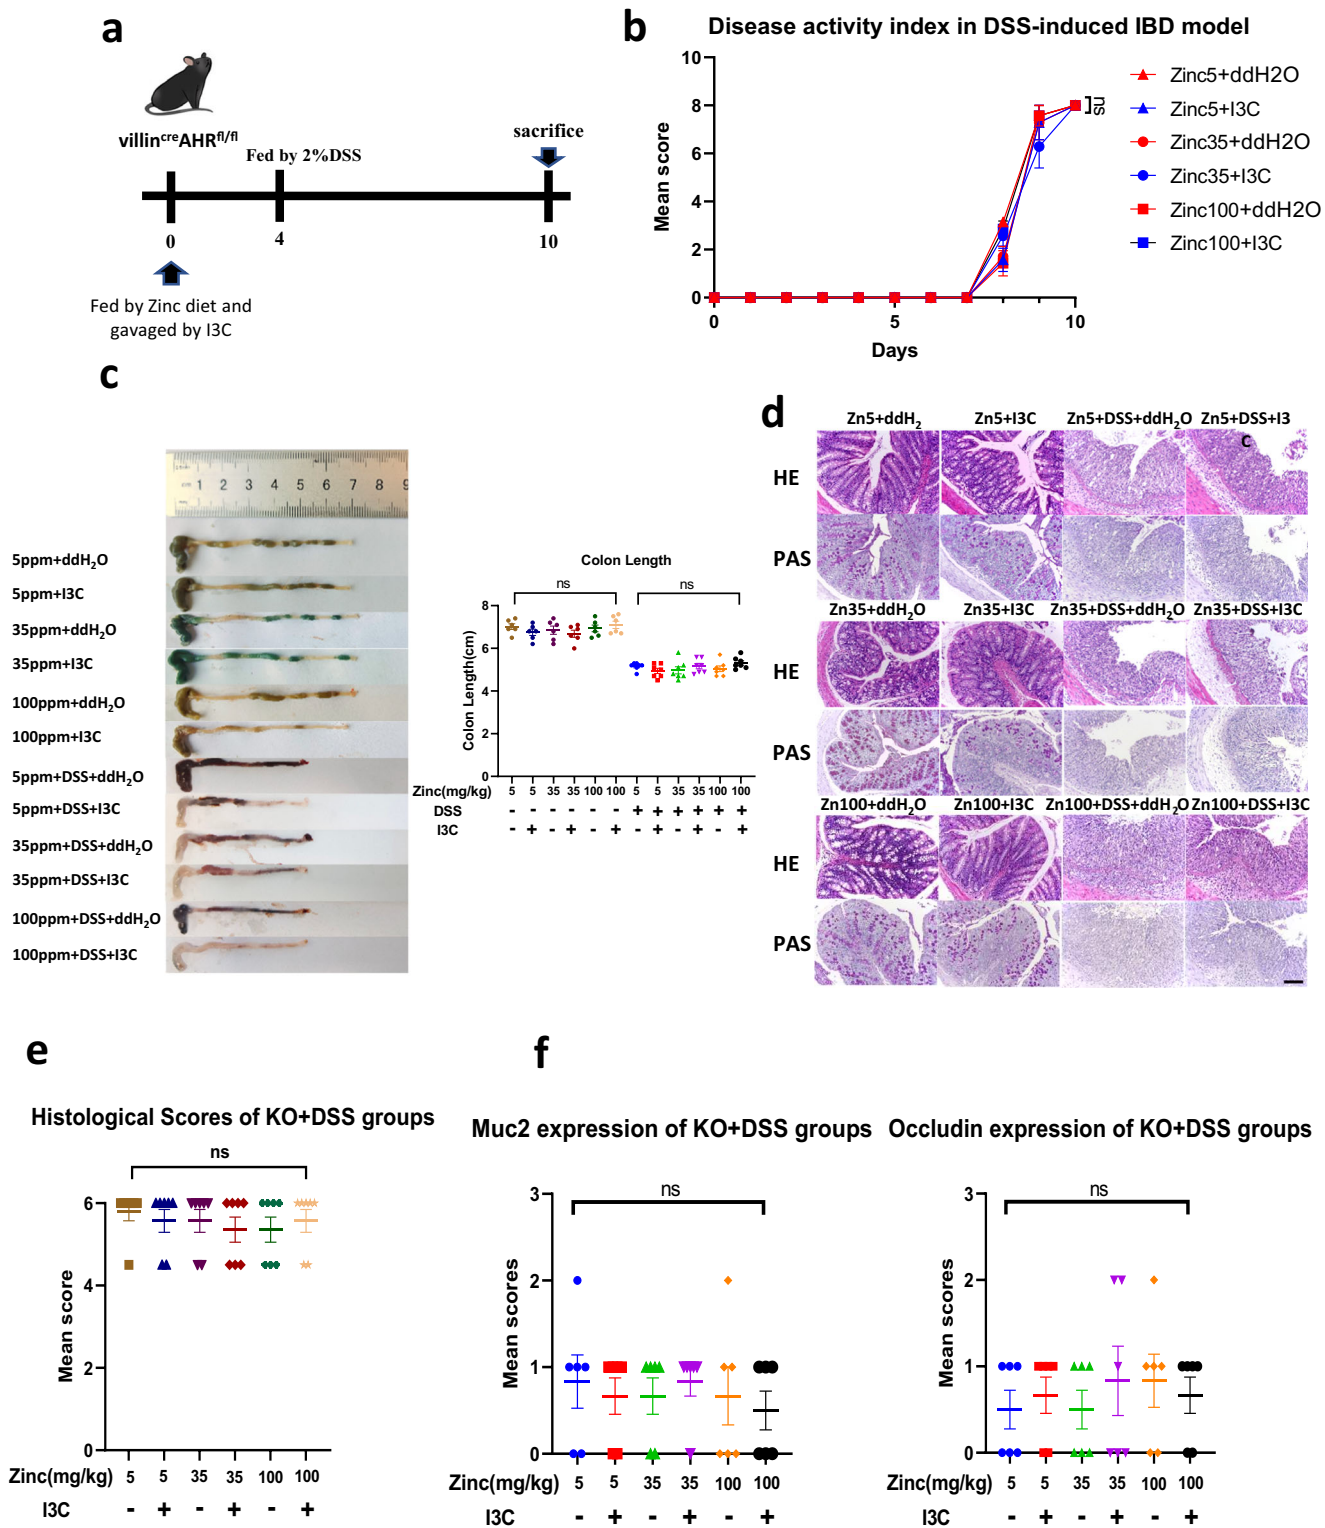 a
villincreAHRfl/fl
Fed by 2%DSS
sacrifice
0
4
10
Fed by Zinc diet and
gavaged by I3C
b
Disease activity index in DSS-induced IBD model
Mean score
10
8
6
4
2
0
0
5
10
Days
ns
Zinc5+ddH2O
Zinc5+I3C
Zinc35+ddH2O
Zinc35+I3C
Zinc100+ddH2O
Zinc100+I3C
c
1 2 3 4 5 6 7 8 9
5ppm+ddH2O
5ppm+I3C
35ppm+ddH2O
35ppm+I3C
100ppm+ddH2O
100ppm+I3C
5ppm+DSS+ddH2O
5ppm+DSS+I3C
35ppm+DSS+ddH2O
35ppm+DSS+I3C
100ppm+DSS+ddH2O
100ppm+DSS+I3C
Colon Length
ns
ns
Colon Length(cm)
8
6
4
2
0
Zinc(mg/kg) 5 5 35 35 100 100 5 5 35 35 100 100
DSS - - - - - - + + + + + +
I3C - + - + - + - + - + - +
d
Zn5+ddH2 Zn5+I3C Zn5+DSS+ddH2O Zn5+DSS+I3
C
HE
PAS
Zn35+ddH2O Zn35+I3C Zn35+DSS+ddH2O Zn35+DSS+I3C
HE
PAS
Zn100+ddH2O Zn100+I3C Zn100+DSS+ddH2O Zn100+DSS+I3C
HE
PAS
e
Histological Scores of KO+DSS groups
ns
Mean score
6
4
2
0
Zinc(mg/kg) 5 5 35 35 100 100
I3C - + - + - +
f
Muc2 expression of KO+DSS groups
ns
Mean scores
3
2
1
0
Zinc(mg/kg) 5 5 35 35 100 100
I3C - + - + - +
Occludin expression of KO+DSS groups
ns
Mean scores
3
2
1
0
Zinc(mg/kg) 5 5 35 35 100 100
I3C - + - + - +